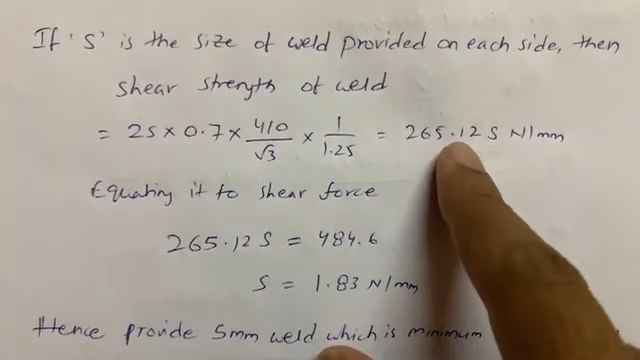 If 'S' is the size of weld provided on each side, then
shear strength of weld
= 2S × 0.7 × 410/√3 × 1/1.25 = 265.12 S N/mm
Equating it to shear force
265.12 S = 484.6
S = 1.83 N/mm
Hence provide 5mm weld which is minimum